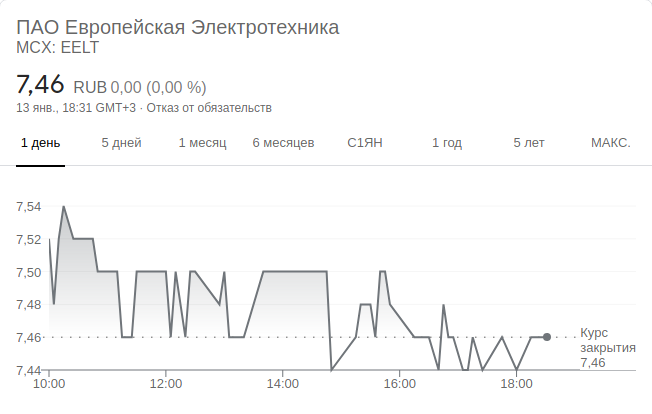 ПАО Европейская Электротехника
MCX: EELT
7,46 RUB 0,00 (0,00 %)
13 янв., 18:31 GMT+3 · Отказ от обязательств
1 день 5 дней 1 месяц 6 месяцев С1ЯН 1 год 5 лет МАКС.
7,54
7,52
7,50
7,48
7,46
7,44
Курс
закрытия
7,46
10:00 12:00 14:00 16:00 18:00